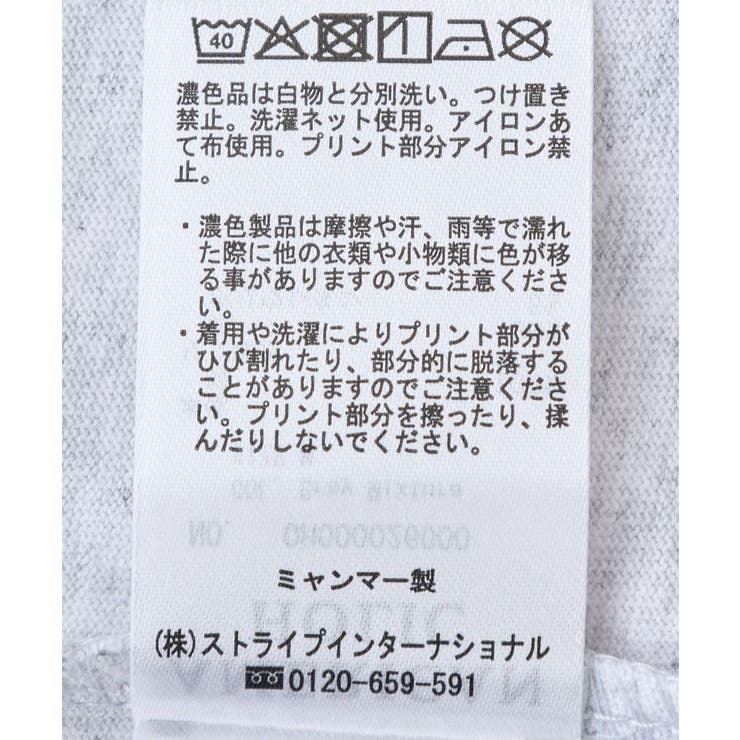 40
濃色品は白物と分別洗い。つけ置き
禁止。洗濯ネット使用。アイロンあ
て布使用。プリント部分アイロン禁
止。
・濃色製品は摩擦や汗、雨等で濡れ
た際に他の衣類や小物類に色が移
る事がありますのでご注意くださ
い。
・着用や洗濯によりプリント部分が
ひび割れたり、部分的に脱落する
ことがありますのでご注意くださ
い。プリント部分を擦ったり、揉
んだりしないでください。
ミャンマー製
(株)ストライプインターナショナル
0120-659-591